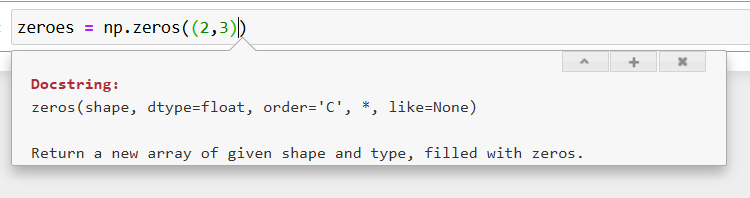 zeroes = np.zeros((2,3))
Docstring:
zeros(shape, dtype=float, order='C', *, like=None)
Return a new array of given shape and type, filled with zeros.